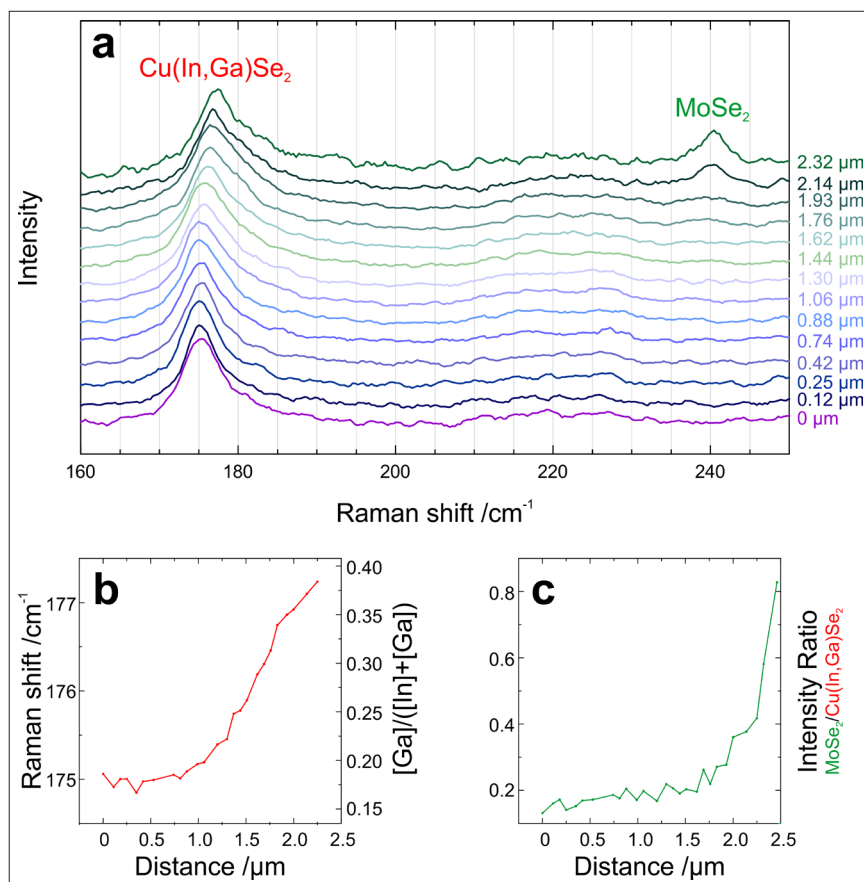 a
Cu(In,Ga)Se₂
MoSe₂
Intensity
2.32 µm
2.14 µm
1.93 µm
1.76 µm
1.62 µm
1.44 µm
1.30 µm
1.06 µm
0.88 µm
0.74 µm
0.42 µm
0.25 µm
0.12 µm
0 µm
160 180 200 220 240
Raman shift /cm⁻¹
b
Raman shift /cm⁻¹
177
176
175
0.40
0.35
0.30
0.25
0.20
0.15
[Ga]/([In]+[Ga])
0 0.5 1.0 1.5 2.0 2.5
Distance /µm
c
0.8
0.6
0.4
0.2
Intensity Ratio
MoSe₂/Cu(In,Ga)Se₂
0 0.5 1.0 1.5 2.0 2.5
Distance /µm